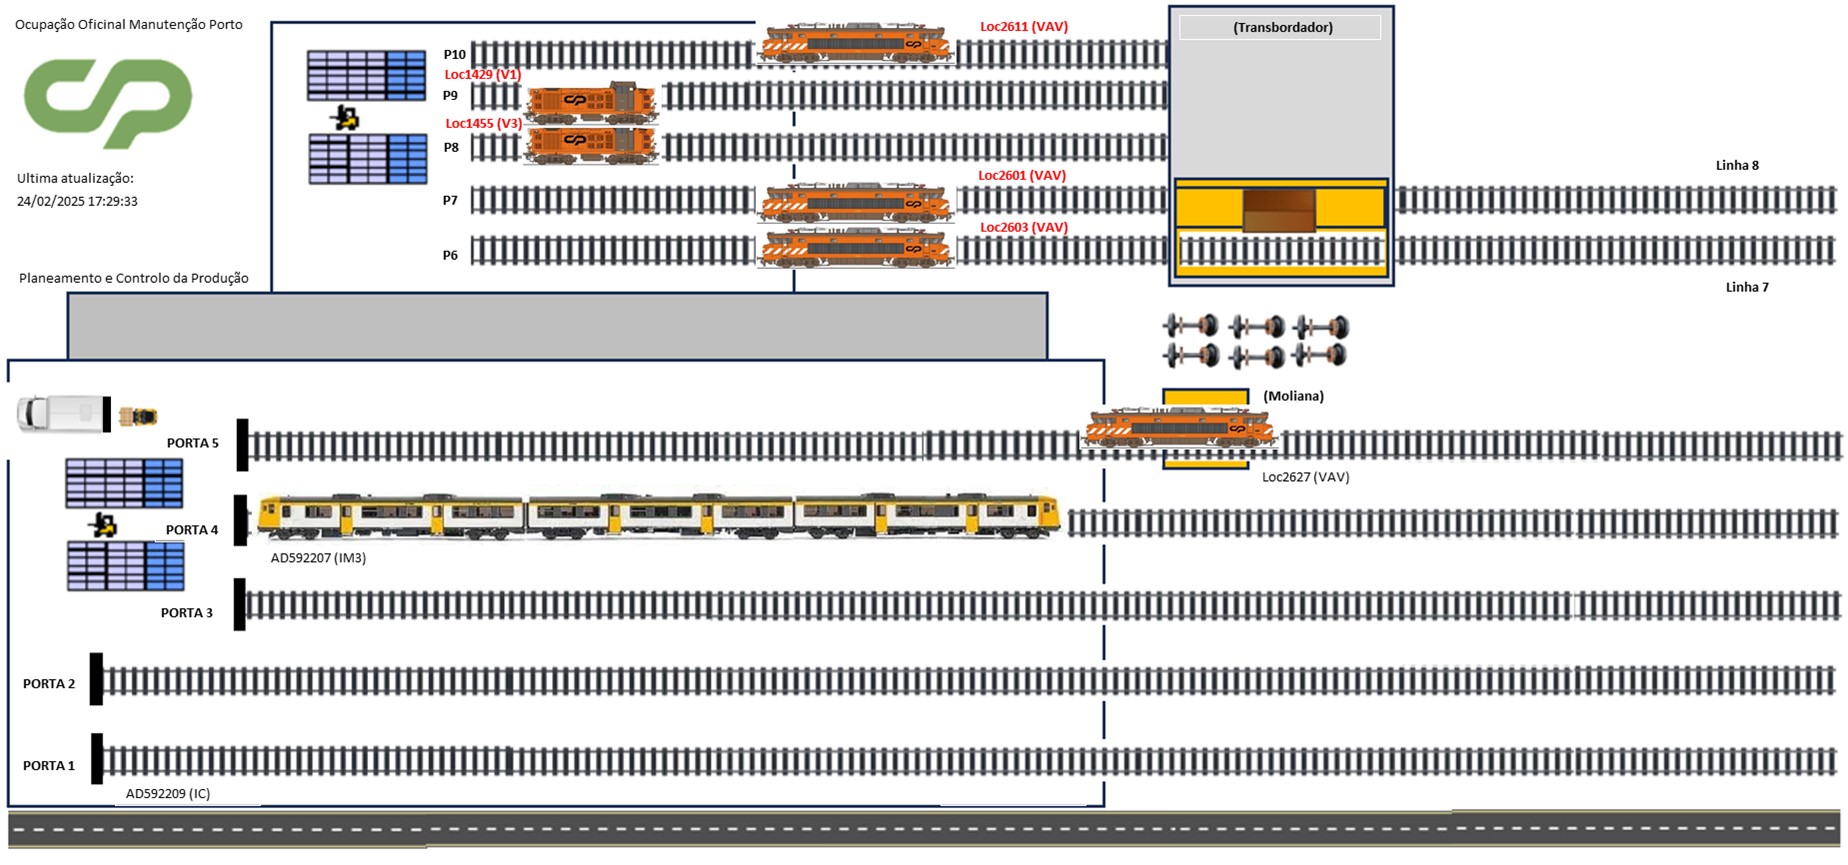 Ocupação Oficinal Manutenção Porto
Loc2611 (VAV)
(Transbordador)
P10
Loc1429 (V1)
P9
Loc1455 (V3)
P8
Ultima atualização:
24/02/2025 17:29:33
Loc2601 (VAV)
Linha 8
P7
Loc2603 (VAV)
P6
Planeamento e Controlo da Produção
Linha 7
(Moliana)
PORTA 5
Loc2627 (VAV)
PORTA 4
AD592207 (IM3)
PORTA 3
PORTA 2
PORTA 1
AD592209 (IC)